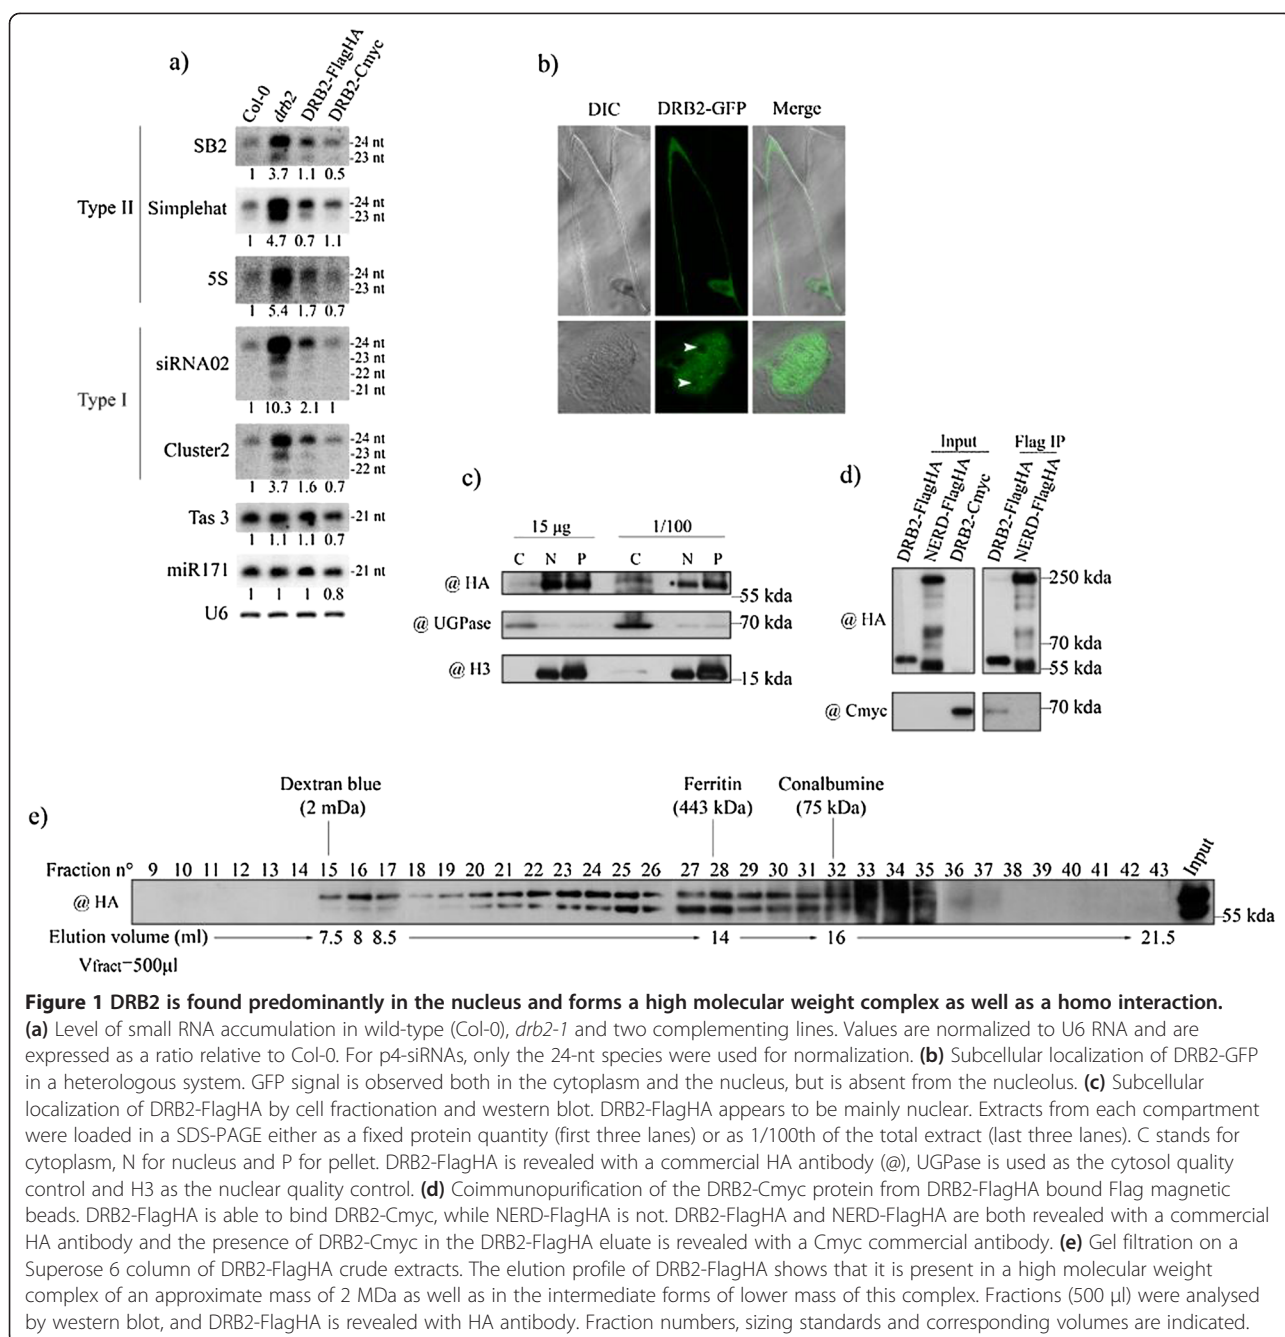 a)
Col-0
drb2
DRB2-FlagHA
DRB2-Cmyc
Type II
SB2
-24 nt
-23 nt
1 3.7 1.1 0.5
Simplehat
-24 nt
-23 nt
1 4.7 0.7 1.1
5S
-24 nt
-23 nt
1 5.4 1.7 0.7
Type I
siRNA02
-24 nt
-23 nt
-22 nt
-21 nt
1 10.3 2.1 1
Cluster2
-24 nt
-23 nt
-22 nt
1 3.7 1.6 0.7
Tas 3
-21 nt
1 1.1 1.1 0.7
miR171
-21 nt
1 1 1 0.8
U6
b)
DIC DRB2-GFP Merge
c)
15 µg 1/100
C N P C N P
@ HA
55 kda
@ UGPase
70 kda
@ H3
15 kda
d)
Input Flag IP
DRB2-FlagHA
NERD-FlagHA
DRB2-Cmyc
DRB2-FlagHA
NERD-FlagHA
@ HA
250 kda
70 kda
55 kda
@ Cmyc
70 kda
e)
Dextran blue
(2 mDa)
Ferritin
(443 kDa)
Conalbumine
(75 kDa)
Fraction n° 9 10 11 12 13 14 15 16 17 18 19 20 21 22 23 24 25 26 27 28 29 30 31 32 33 34 35 36 37 38 39 40 41 42 43 Input
@ HA
55 kda
Elution volume (ml) 7.5 8 8.5 14 16 21.5
Vfract=500µl
Figure 1 DRB2 is found predominantly in the nucleus and forms a high molecular weight complex as well as a homo interaction.
(a) Level of small RNA accumulation in wild-type (Col-0), drb2-1 and two complementing lines. Values are normalized to U6 RNA and are
expressed as a ratio relative to Col-0. For p4-siRNAs, only the 24-nt species were used for normalization. (b) Subcellular localization of DRB2-GFP
in a heterologous system. GFP signal is observed both in the cytoplasm and the nucleus, but is absent from the nucleolus. (c) Subcellular
localization of DRB2-FlagHA by cell fractionation and western blot. DRB2-FlagHA appears to be mainly nuclear. Extracts from each compartment
were loaded in a SDS-PAGE either as a fixed protein quantity (first three lanes) or as 1/100th of the total extract (last three lanes). C stands for
cytoplasm, N for nucleus and P for pellet. DRB2-FlagHA is revealed with a commercial HA antibody (@), UGPase is used as the cytosol quality
control and H3 as the nuclear quality control. (d) Coimmunopurification of the DRB2-Cmyc protein from DRB2-FlagHA bound Flag magnetic
beads. DRB2-FlagHA is able to bind DRB2-Cmyc, while NERD-FlagHA is not. DRB2-FlagHA and NERD-FlagHA are both revealed with a commercial
HA antibody and the presence of DRB2-Cmyc in the DRB2-FlagHA eluate is revealed with a Cmyc commercial antibody. (e) Gel filtration on a
Superose 6 column of DRB2-FlagHA crude extracts. The elution profile of DRB2-FlagHA shows that it is present in a high molecular weight
complex of an approximate mass of 2 MDa as well as in the intermediate forms of lower mass of this complex. Fractions (500 µl) were analysed
by western blot, and DRB2-FlagHA is revealed with HA antibody. Fraction numbers, sizing standards and corresponding volumes are indicated.